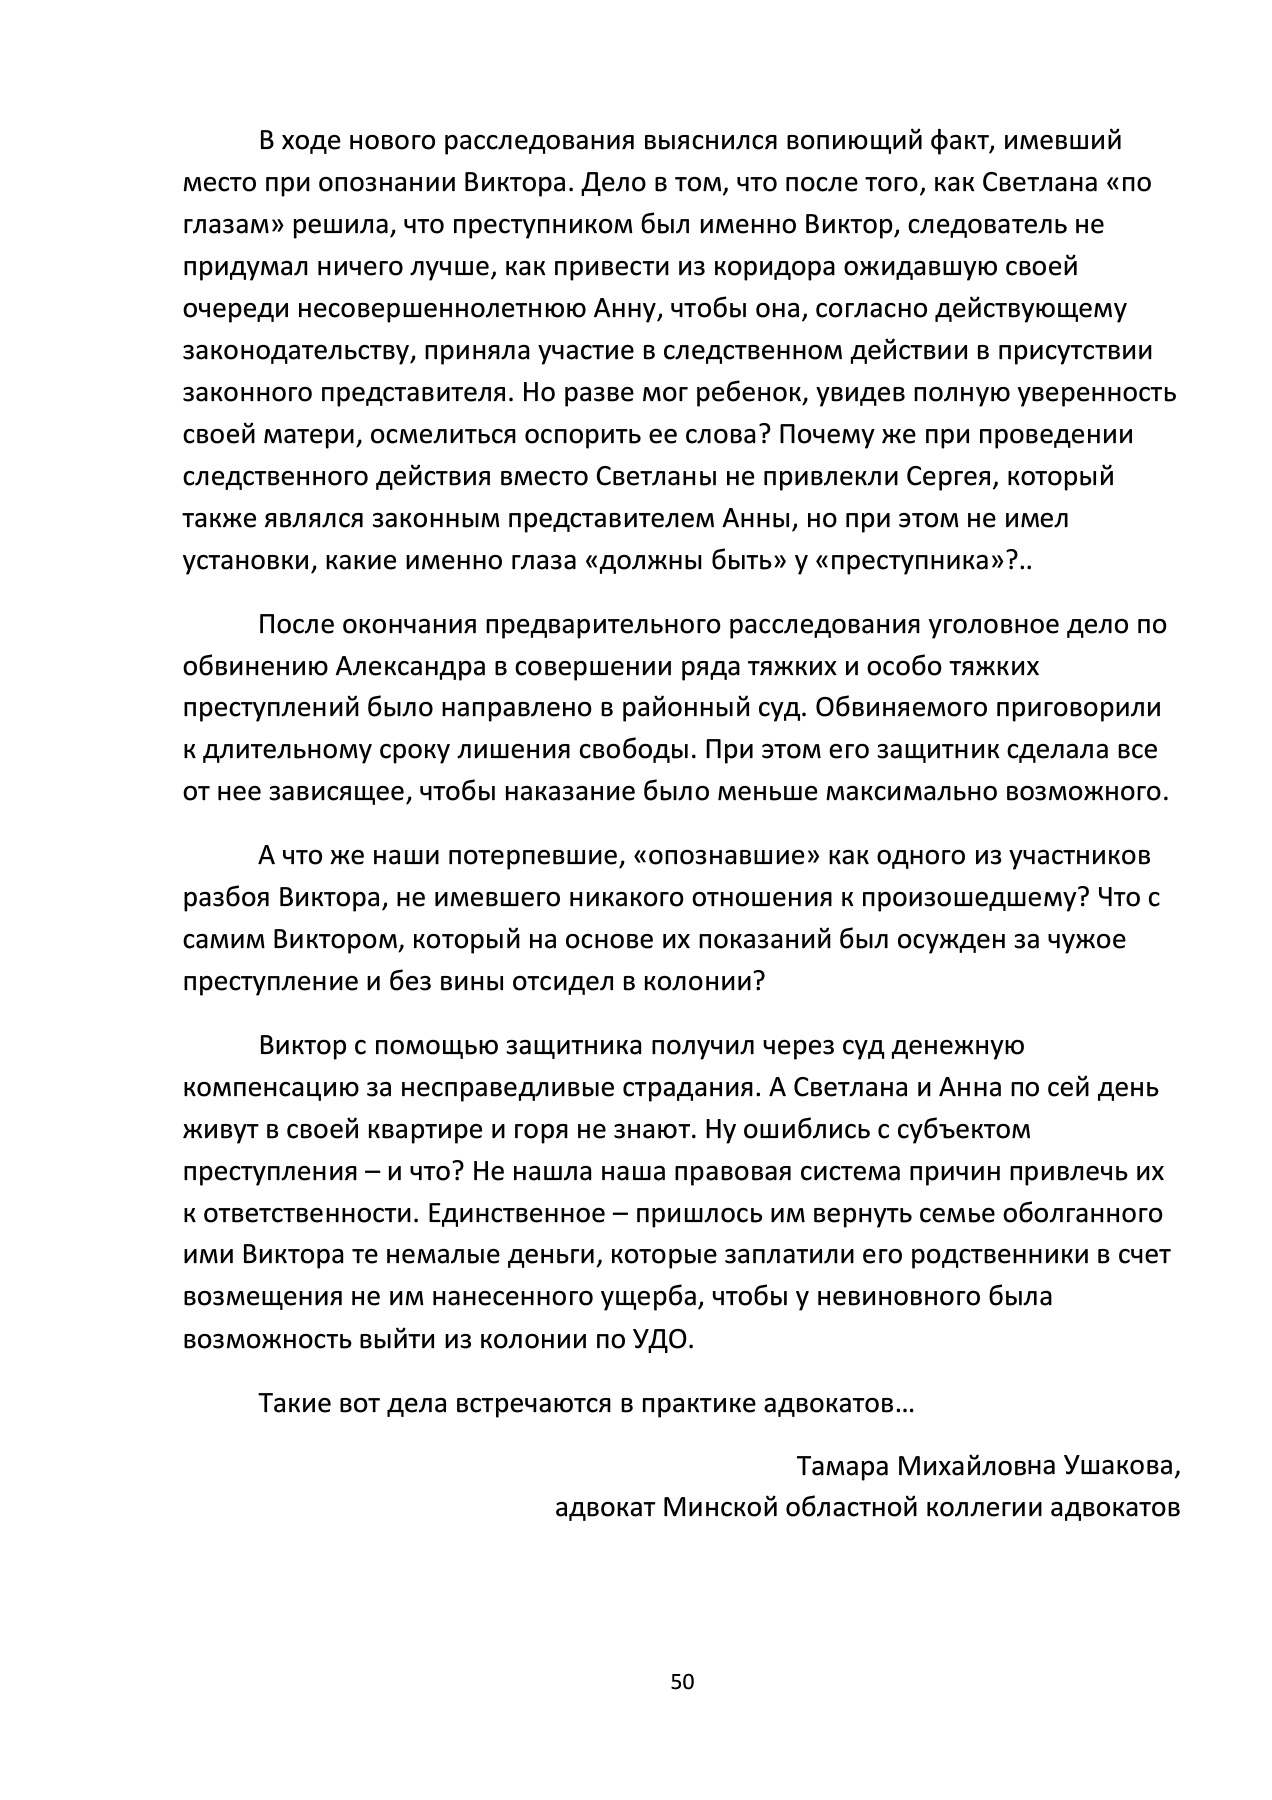 В ходе нового расследования выяснился вопиющий факт, имевший
место при опознании Виктора. Дело в том, что после того, как Светлана «по
глазам» решила, что преступником был именно Виктор, следователь не
придумал ничего лучше, как привести из коридора ожидавшую своей
очереди несовершеннолетнюю Анну, чтобы она, согласно действующему
законодательству, приняла участие в следственном действии в присутствии
законного представителя. Но разве мог ребенок, увидев полную уверенность
своей матери, осмелиться оспорить ее слова? Почему же при проведении
следственного действия вместо Светланы не привлекли Сергея, который
также являлся законным представителем Анны, но при этом не имел
установки, какие именно глаза «должны быть» у «преступника»?..
После окончания предварительного расследования уголовное дело по
обвинению Александра в совершении ряда тяжких и особо тяжких
преступлений было направлено в районный суд. Обвиняемого приговорили
к длительному сроку лишения свободы. При этом его защитник сделала все
от нее зависящее, чтобы наказание было меньше максимально возможного.
А что же наши потерпевшие, «опознавшие» как одного из участников
разбоя Виктора, не имевшего никакого отношения к произошедшему? Что с
самим Виктором, который на основе их показаний был осужден за чужое
преступление и без вины отсидел в колонии?
Виктор с помощью защитника получил через суд денежную
компенсацию за несправедливые страдания. А Светлана и Анна по сей день
живут в своей квартире и горя не знают. Ну ошиблись с субъектом
преступления – и что? Не нашла наша правовая система причин привлечь их
к ответственности. Единственное – пришлось им вернуть семье оболганного
ими Виктора те немалые деньги, которые заплатили его родственники в счет
возмещения не им нанесенного ущерба, чтобы у невиновного была
возможность выйти из колонии по УДО.
Такие вот дела встречаются в практике адвокатов…
Тамара Михайловна Ушакова,
адвокат Минской областной коллегии адвокатов
50